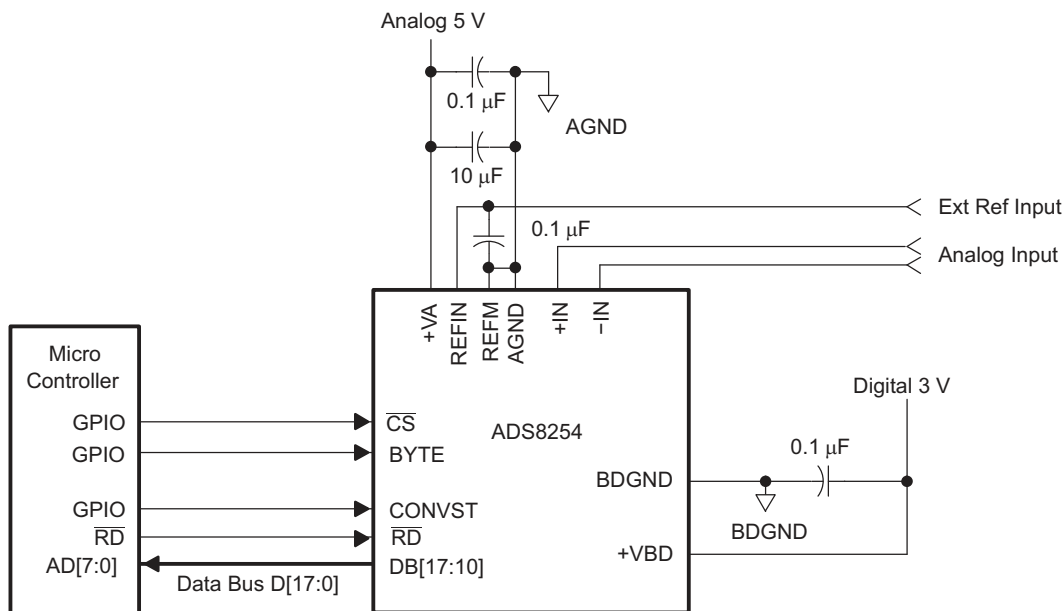 Analog 5 V
0.1 μF
AGND
10 μF
Ext Ref Input
0.1 μF
Analog Input
+VA
REFIN
REFM
AGND
+IN
−IN
Micro
Controller
Digital 3 V
GPIO
CS
ADS8254
GPIO
BYTE
0.1 μF
BDGND
GPIO
CONVST
RD
RD
BDGND
+VBD
AD[7:0]
DB[17:10]
Data Bus D[17:0]